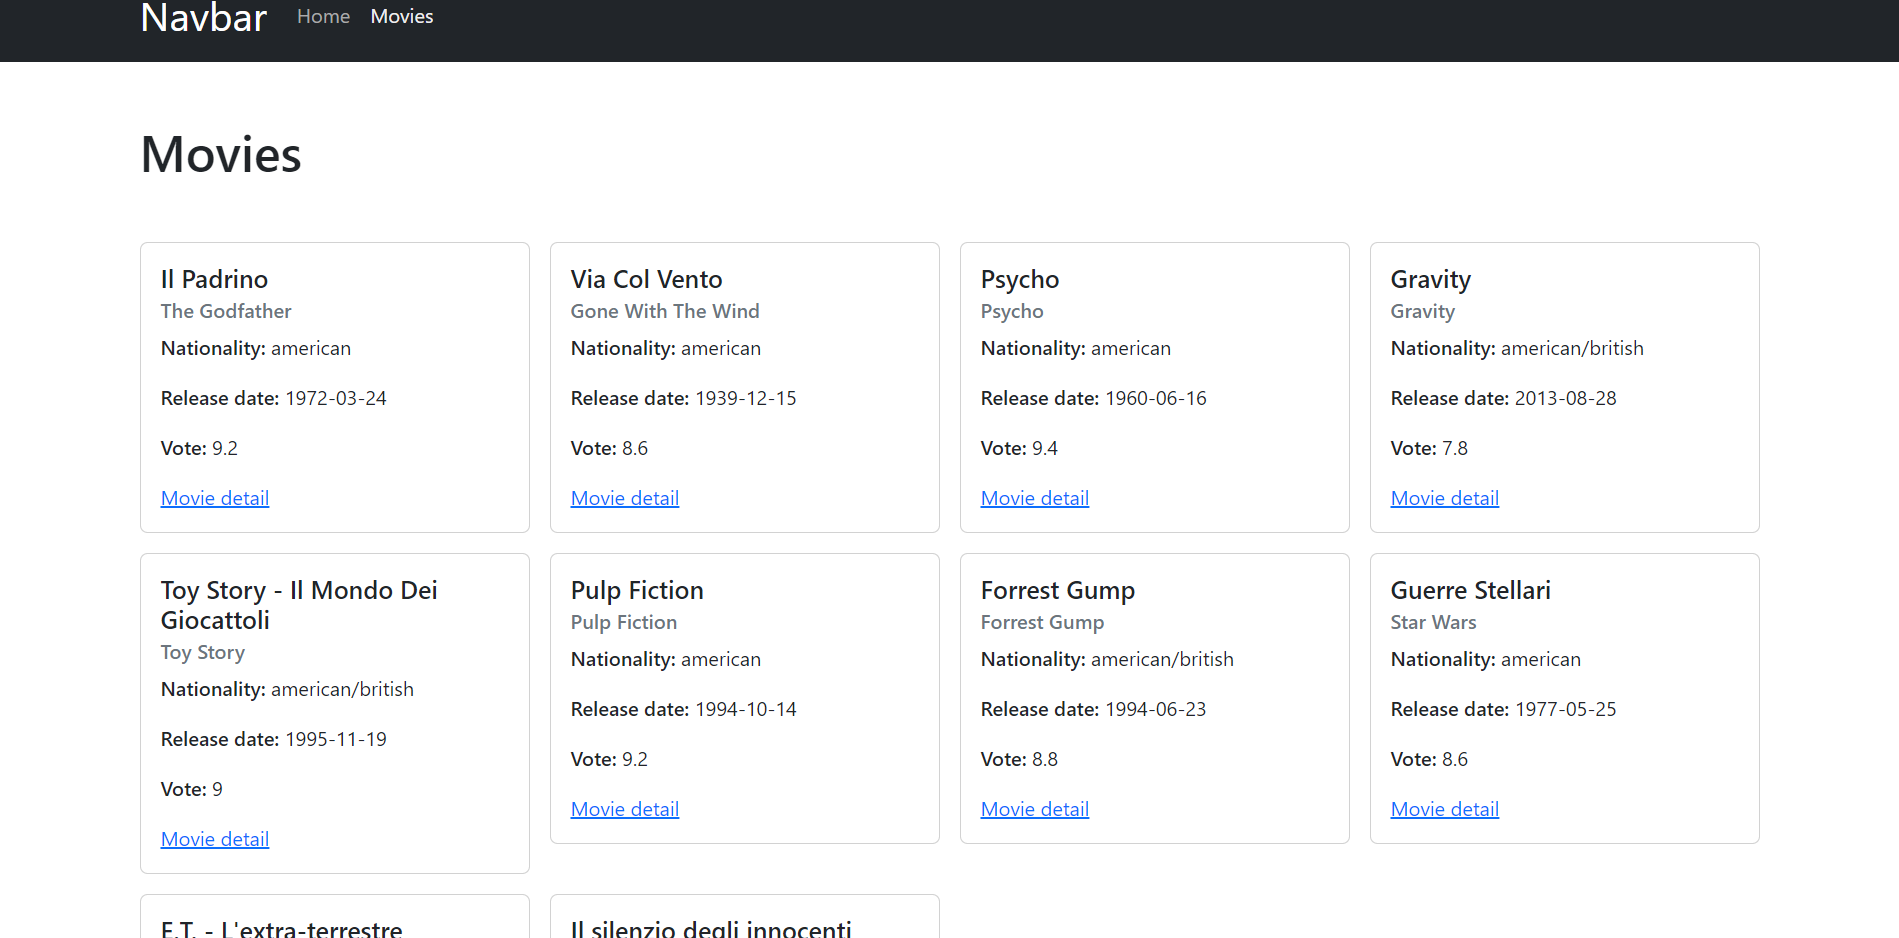 Navbar Home Movies
Movies
Il Padrino
The Godfather
Nationality: american
Release date: 1972-03-24
Vote: 9.2
Movie detail
Via Col Vento
Gone With The Wind
Nationality: american
Release date: 1939-12-15
Vote: 8.6
Movie detail
Psycho
Psycho
Nationality: american
Release date: 1960-06-16
Vote: 9.4
Movie detail
Gravity
Gravity
Nationality: american/british
Release date: 2013-08-28
Vote: 7.8
Movie detail
Toy Story - Il Mondo Dei
Giocattoli
Toy Story
Nationality: american/british
Release date: 1995-11-19
Vote: 9
Movie detail
Pulp Fiction
Pulp Fiction
Nationality: american
Release date: 1994-10-14
Vote: 9.2
Movie detail
Forrest Gump
Forrest Gump
Nationality: american/british
Release date: 1994-06-23
Vote: 8.8
Movie detail
Guerre Stellari
Star Wars
Nationality: american
Release date: 1977-05-25
Vote: 8.6
Movie detail
E.T. - L'extra-terrestre
Il silenzio degli innocenti